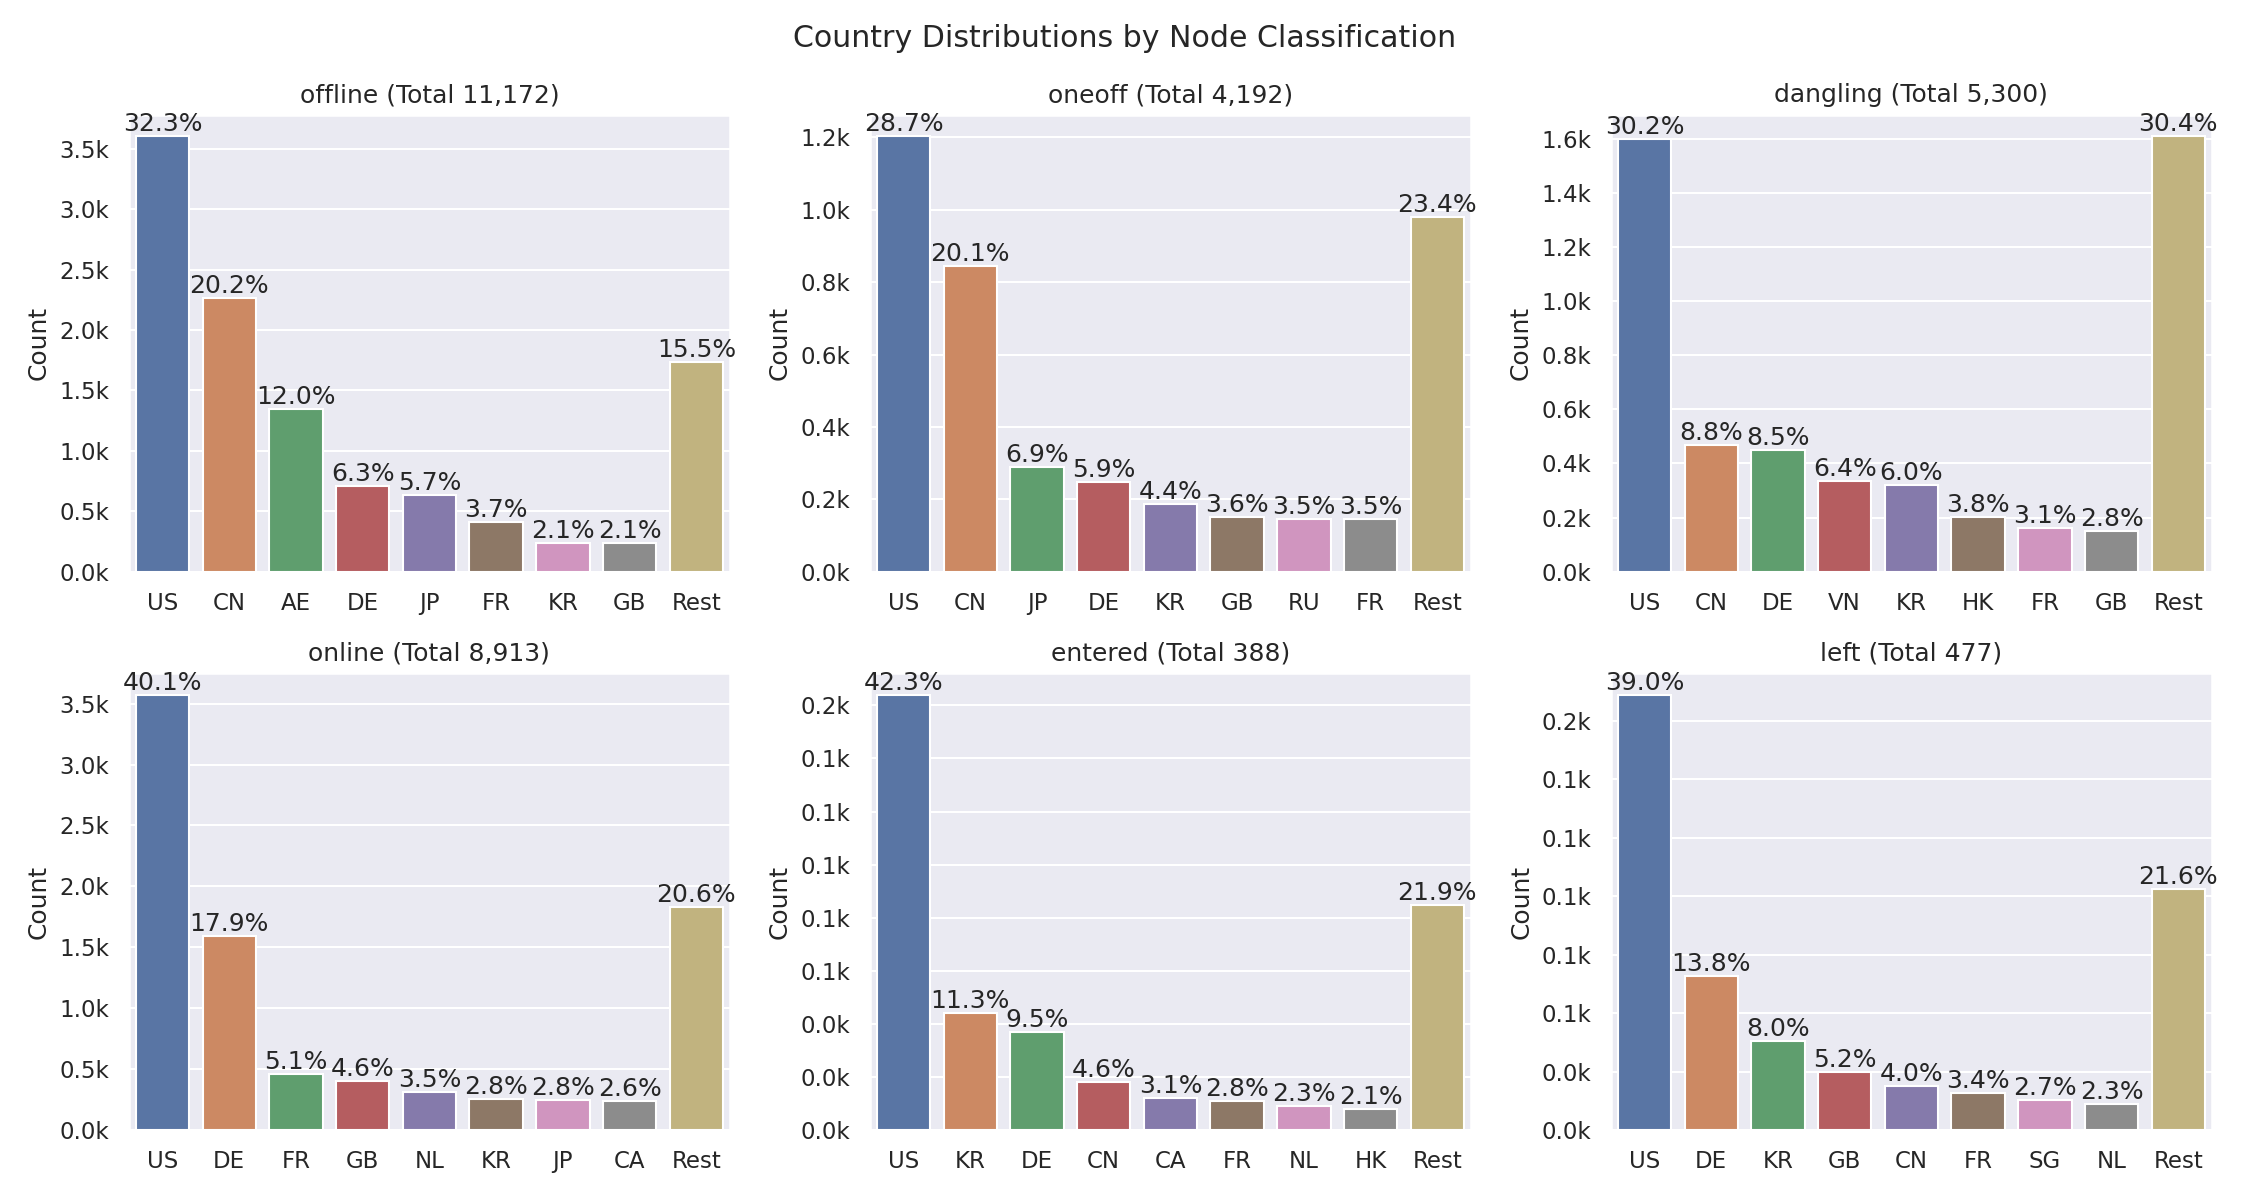 Country Distributions by Node Classification
offline (Total 11,172)
Count
3.5k
3.0k
2.5k
2.0k
1.5k
1.0k
0.5k
0.0k
32.3%
20.2%
12.0%
6.3%
5.7%
3.7%
2.1%
2.1%
15.5%
US CN AE DE JP FR KR GB Rest
oneoff (Total 4,192)
Count
1.2k
1.0k
0.8k
0.6k
0.4k
0.2k
0.0k
28.7%
20.1%
6.9%
5.9%
4.4%
3.6%
3.5%
3.5%
23.4%
US CN JP DE KR GB RU FR Rest
dangling (Total 5,300)
Count
1.6k
1.4k
1.2k
1.0k
0.8k
0.6k
0.4k
0.2k
0.0k
30.2%
8.8%
8.5%
6.4%
6.0%
3.8%
3.1%
2.8%
30.4%
US CN DE VN KR HK FR GB Rest
online (Total 8,913)
Count
3.5k
3.0k
2.5k
2.0k
1.5k
1.0k
0.5k
0.0k
40.1%
17.9%
5.1%
4.6%
3.5%
2.8%
2.8%
2.6%
20.6%
US DE FR GB NL KR JP CA Rest
entered (Total 388)
Count
0.2k
0.1k
0.1k
0.1k
0.1k
0.1k
0.0k
0.0k
0.0k
42.3%
11.3%
9.5%
4.6%
3.1%
2.8%
2.3%
2.1%
21.9%
US KR DE CN CA FR NL HK Rest
left (Total 477)
Count
0.2k
0.1k
0.1k
0.1k
0.1k
0.1k
0.0k
0.0k
39.0%
13.8%
8.0%
5.2%
4.0%
3.4%
2.7%
2.3%
21.6%
US DE KR GB CN FR SG NL Rest